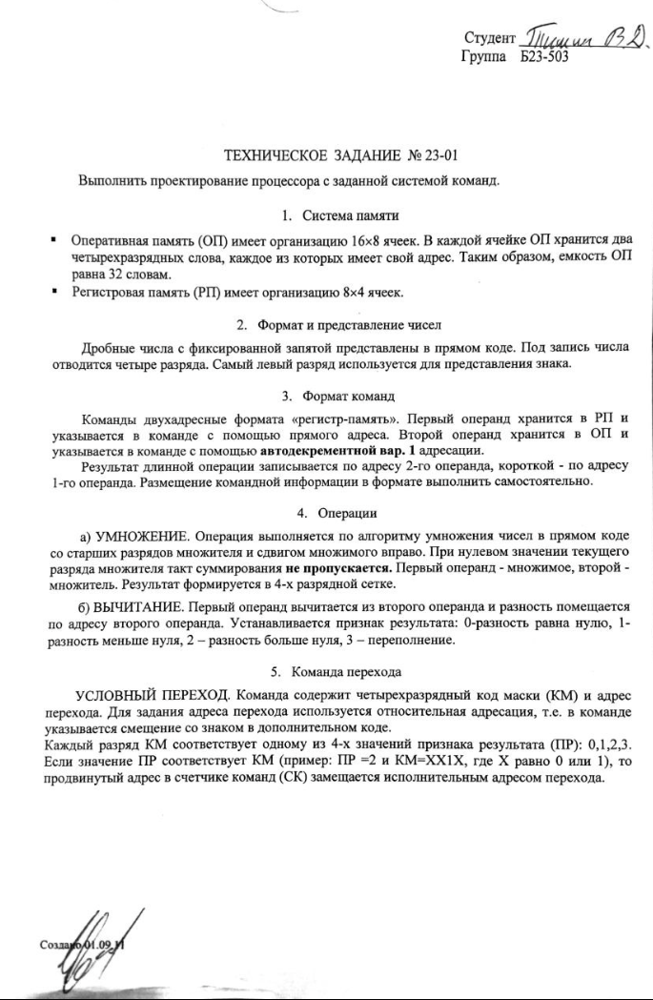 Студент Тишин В.Д.
Группа Б23-503
ТЕХНИЧЕСКОЕ ЗАДАНИЕ № 23-01
Выполнить проектирование процессора с заданной системой команд.
1. Система памяти
▪ Оперативная память (ОП) имеет организацию 16×8 ячеек. В каждой ячейке ОП хранится два
четырехразрядных слова, каждое из которых имеет свой адрес. Таким образом, емкость ОП
равна 32 словам.
▪ Регистровая память (РП) имеет организацию 8×4 ячеек.
2. Формат и представление чисел
Дробные числа с фиксированной запятой представлены в прямом коде. Под запись числа
отводится четыре разряда. Самый левый разряд используется для представления знака.
3. Формат команд
Команды двухадресные формата «регистр-память». Первый операнд хранится в РП и
указывается в команде с помощью прямого адреса. Второй операнд хранится в ОП и
указывается в команде с помощью автодекрементной вар. 1 адресации.
Результат длинной операции записывается по адресу 2-го операнда, короткой - по адресу
1-го операнда. Размещение командной информации в формате выполнить самостоятельно.
4. Операции
а) УМНОЖЕНИЕ. Операция выполняется по алгоритму умножения чисел в прямом коде
со старших разрядов множителя и сдвигом множимого вправо. При нулевом значении текущего
разряда множителя такт суммирования не пропускается. Первый операнд - множимое, второй -
множитель. Результат формируется в 4-х разрядной сетке.
б) ВЫЧИТАНИЕ. Первый операнд вычитается из второго операнда и разность помещается
по адресу второго операнда. Устанавливается признак результата: 0-разность равна нулю, 1-
разность меньше нуля, 2 – разность больше нуля, 3 – переполнение.
5. Команда перехода
УСЛОВНЫЙ ПЕРЕХОД. Команда содержит четырехразрядный код маски (КМ) и адрес
перехода. Для задания адреса перехода используется относительная адресация, т.е. в команде
указывается смещение со знаком в дополнительном коде.
Каждый разряд КМ соответствует одному из 4-х значений признака результата (ПР): 0,1,2,3.
Если значение ПР соответствует КМ (пример: ПР =2 и КМ=XX1X, где X равно 0 или 1), то
продвинутый адрес в счетчике команд (СК) замещается исполнительным адресом перехода.
Создано 01.09.11